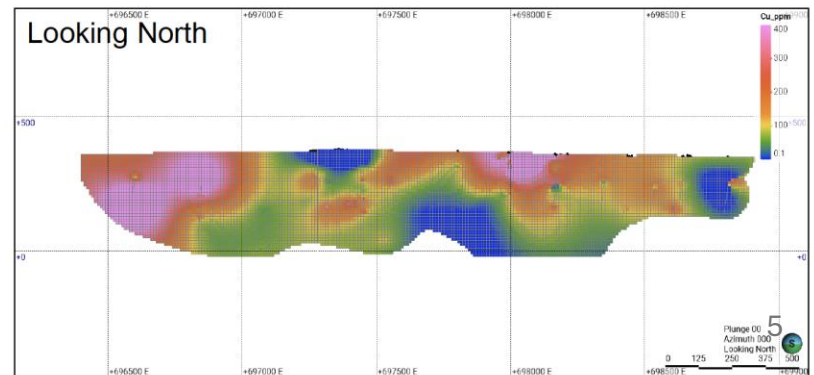 +696500 E +697000 E +697500 E +698000 E +698500 E
Looking North
Cu_ppm
400
300
200
100
0.1
+500 +500
+0 +0
Plunge 00
Azimuth 000
Looking North
5
S
0 125 250 375 500
+696500 E +697000 E +697500 E +698000 E +698500 E